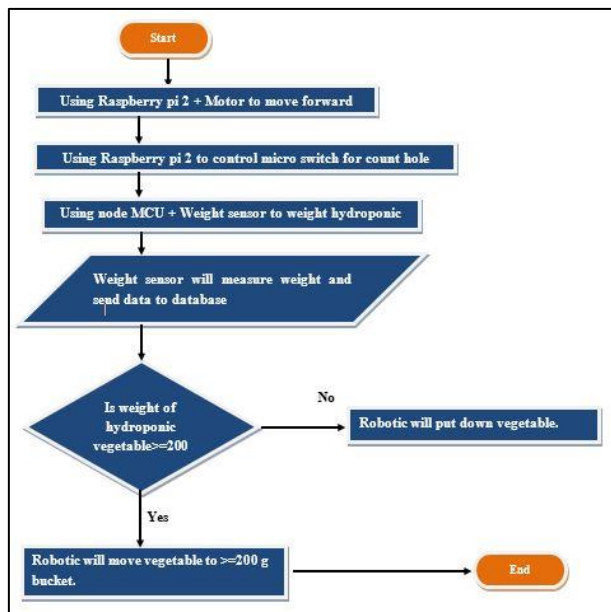 Start
Using Raspberry pi 2 + Motor to move forward
Using Raspberry pi 2 to control micro switch for count hole
Using node MCU + Weight sensor to weight hydroponic
Weight sensor will measure weight and
send data to database
Is weight of
hydroponic
vegetable>=200
No
Robotic will put down vegetable.
Yes
Robotic will move vegetable to >=200 g
bucket.
End